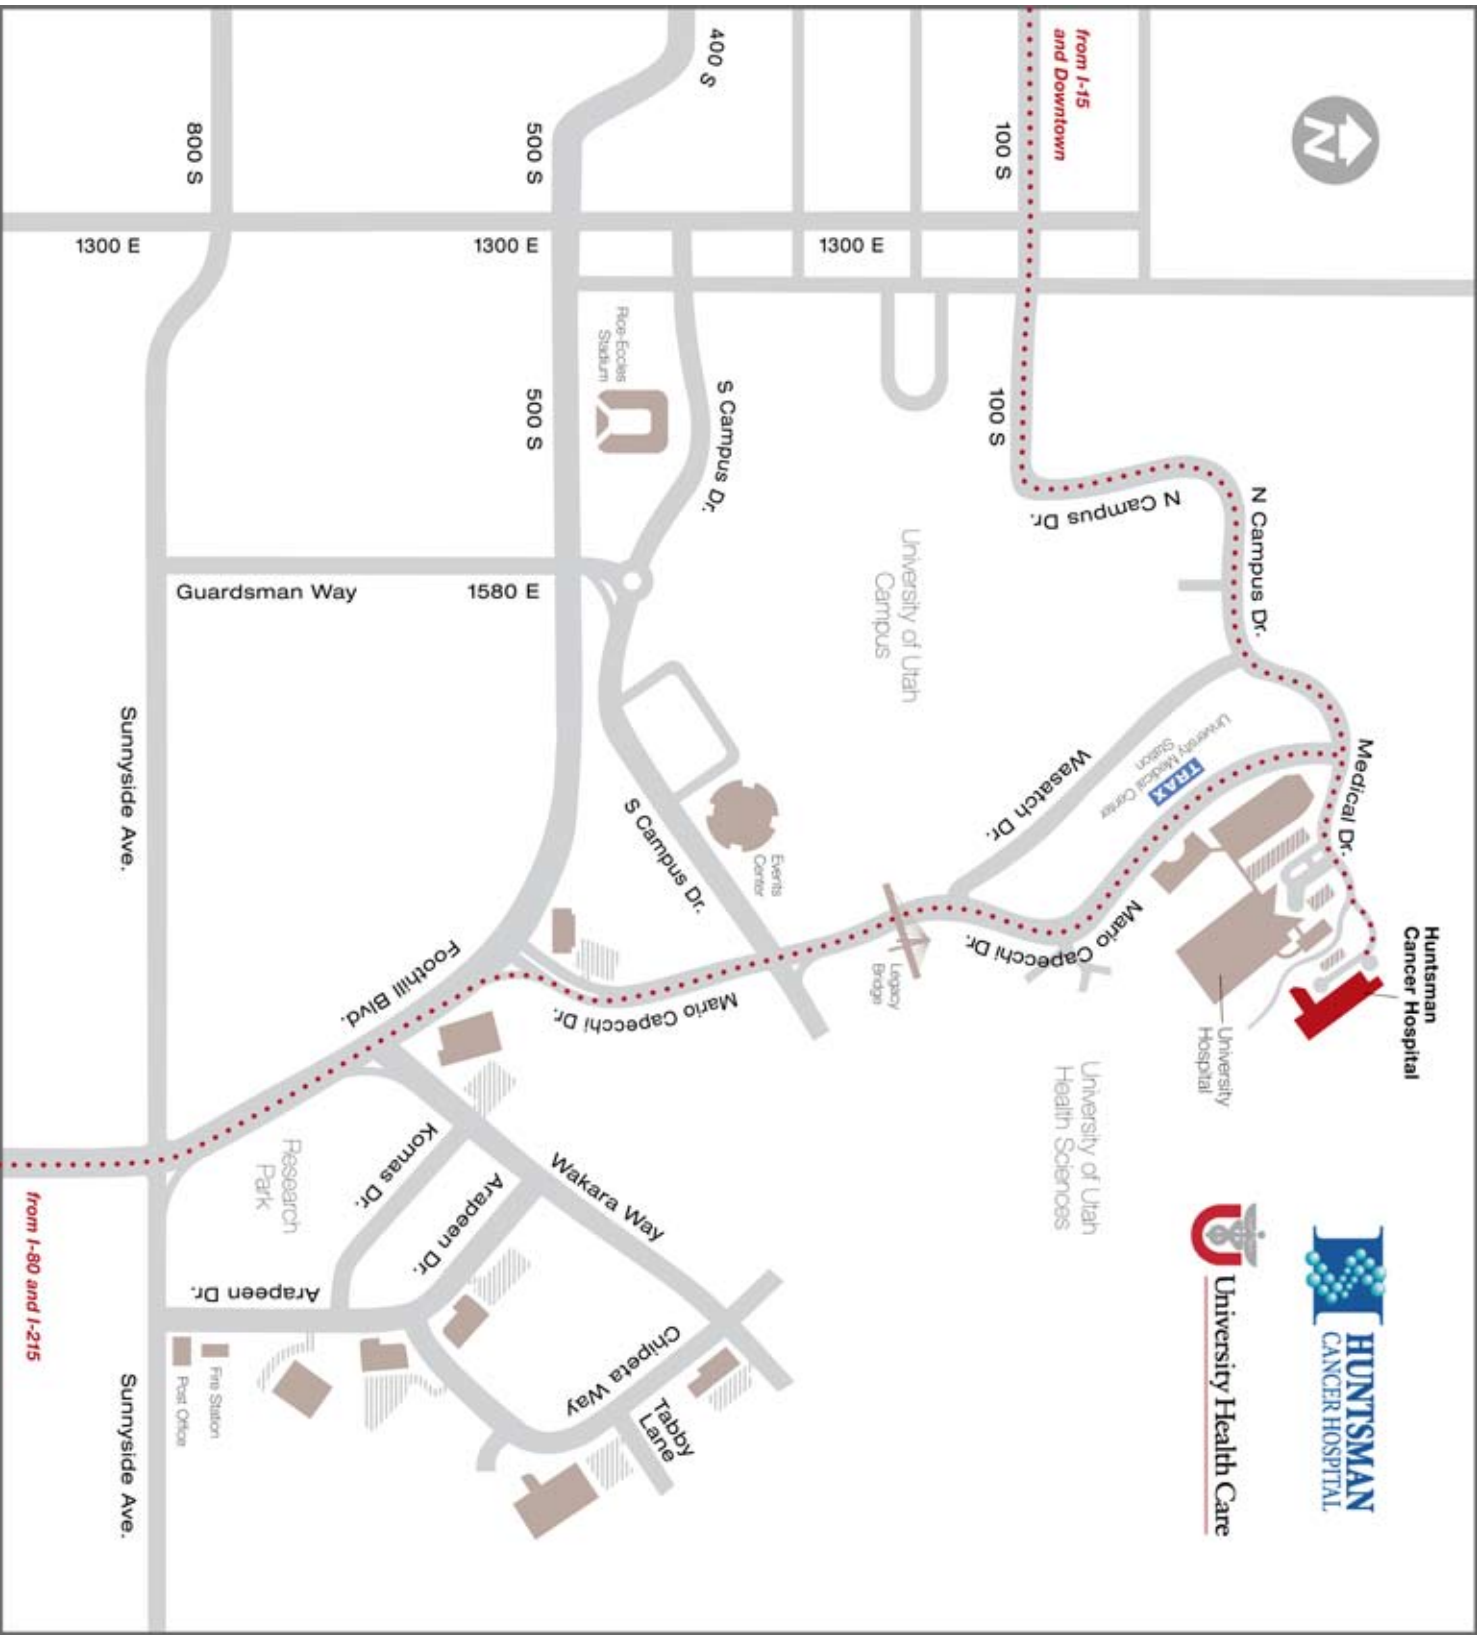 N
HUNTSMAN
CANCER HOSPITAL
University Health Care
Huntsman
Cancer Hospital
from I-15
and Downtown
100 S
100 S
N Campus Dr.
N Campus Dr.
Medical Dr.
University Medical Center
Station
TRAX
Wasatch Dr.
Mario Capecchi Dr.
University
Hospital
University of Utah
Health Sciences
University of Utah
Campus
Legacy
Bridge
1300 E
400 S
S Campus Dr.
Rice-Eccles
Stadium
Events
Center
S Campus Dr.
Mario Capecchi Dr.
500 S
1300 E
500 S
1580 E
Guardsman Way
Foothill Blvd.
Wakara Way
Chipeta Way
Tabby
Lane
Arapeen Dr.
Komas Dr.
Research
Park
Arapeen Dr.
Fire Station
Post Office
800 S
1300 E
Sunnyside Ave.
Sunnyside Ave.
from I-80 and I-215